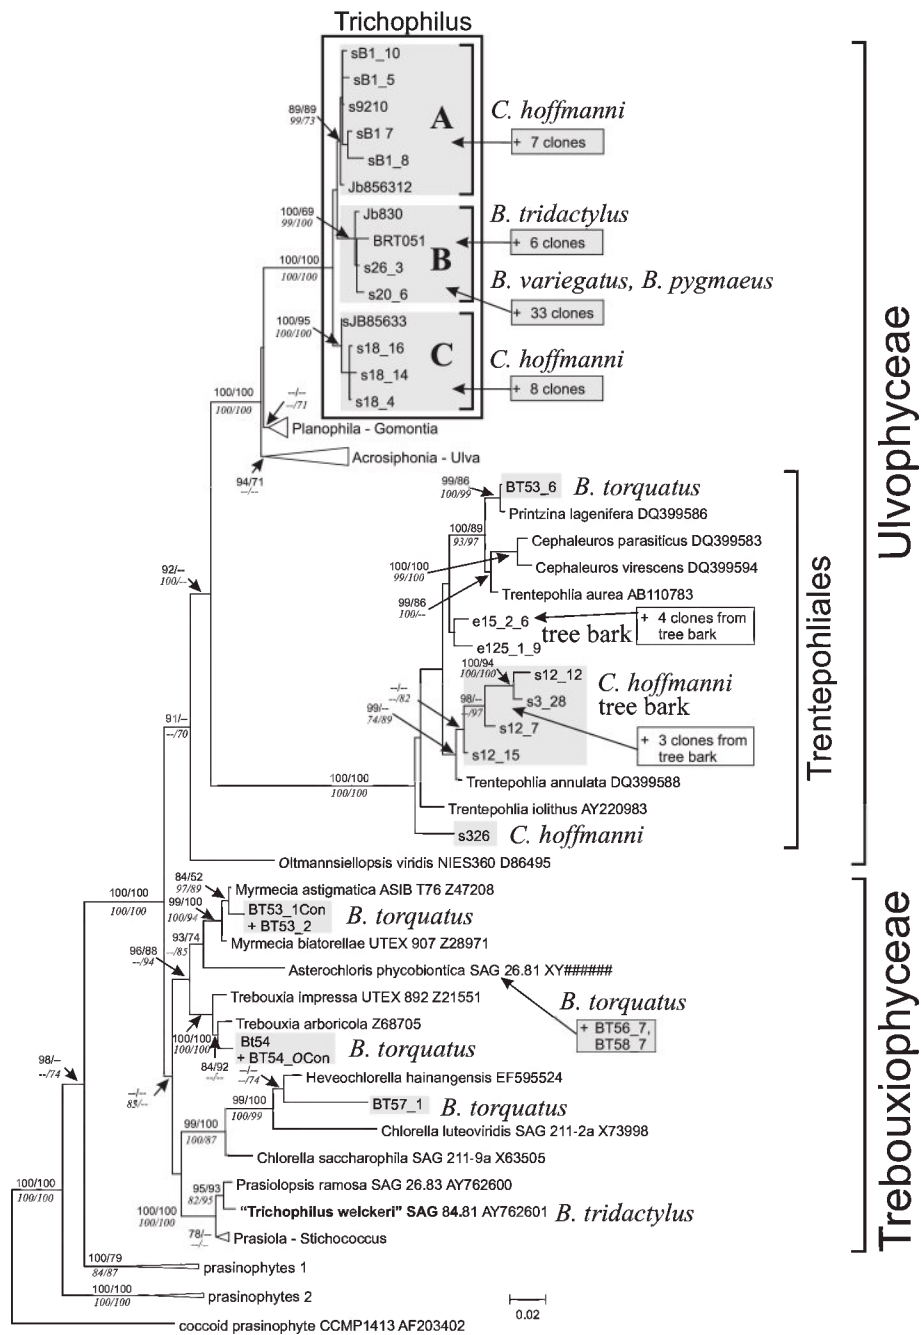 Trichophilus
sB1_10
sB1_5
89/89
99/73
s9210
A
C. hoffmanni
sB1 7
+ 7 clones
sB1_8
Jb856312
100/69
99/100
Jb830
B. tridactylus
BRT051
B
+ 6 clones
100/100
100/100
s26_3
B. variegatus, B. pygmaeus
s20_6
+ 33 clones
100/95
100/100
sJB85633
s18_16
C
C. hoffmanni
s18_14
+ 8 clones
s18_4
100/100
100/100
--/--
--/71
Planophila - Gomontia
Acrosiphonia - Ulva
94/71
--/--
Ulvophyceae
99/86
100/99
BT53_6
B. torquatus
Printzina lagenifera DQ399586
100/89
93/97
Cephaleuros parasiticus DQ399583
100/100
99/100
Cephaleuros virescens DQ399594
92/--
100/--
99/86
100/--
Trentepohlia aurea AB110783
e15_2_6
tree bark
+ 4 clones from
tree bark
e125_1_9
100/94
100/100
s12_12
C. hoffmanni
tree bark
--/--
--/82
98/--
--/97
s3_28
99/--
74/89
s12_7
+ 3 clones from
tree bark
s12_15
91/--
--/70
Trentepohlia annulata DQ399588
100/100
100/100
Trentepohlia iolithus AY220983
s326
C. hoffmanni
Trentepohliales
Oltmannsiellopsis viridis NIES360 D86495
84/52
97/89
Myrmecia astigmatica ASIB T76 Z47208
100/100
100/100
99/100
100/94
BT53_1Con
+ BT53_2
B. torquatus
93/74
--/85
Myrmecia biatorellae UTEX 907 Z28971
96/88
--/94
Asterochloris phycobiontica SAG 26.81 XY######
Trebouxia impressa UTEX 892 Z21551
B. torquatus
+ BT56_7,
BT58_7
100/100
100/100
Trebouxia arboricola Z68705
Bt54
+ BT54_OCon
B. torquatus
84/92
--/--
98/--
--/74
--/--
83/--
--/--
--/74
Heveochlorella hainangensis EF595524
99/100
100/99
BT57_1
B. torquatus
99/100
100/87
Chlorella luteoviridis SAG 211-2a X73998
Chlorella saccharophila SAG 211-9a X63505
95/93
82/95
Prasiolopsis ramosa SAG 26.83 AY762600
100/100
100/100
"Trichophilus welckeri" SAG 84.81 AY762601
B. tridactylus
100/100
100/100
78/--
--/--
Prasiola - Stichococcus
Trebouxiophyceae
100/79
84/87
prasinophytes 1
100/100
100/100
prasinophytes 2
0.02
coccoid prasinophyte CCMP1413 AF203402